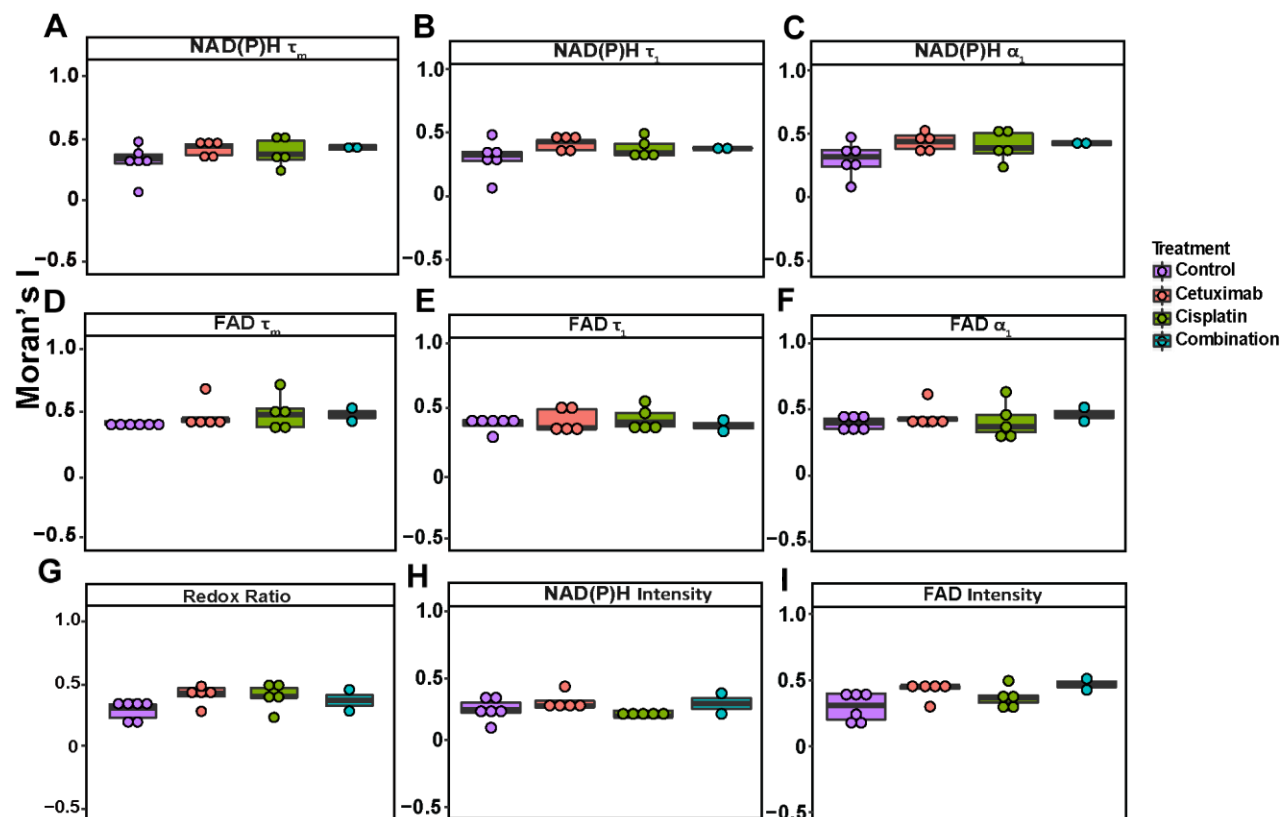 A
B
C
NAD(P)H τm
NAD(P)H τ1
NAD(P)H α1
1.0
0.5
0
−0.5
1.0
0.5
0
−0.5
1.0
0.5
0
−0.5
D
E
F
FAD τm
FAD τ1
FAD α1
1.0
0.5
0
−0.5
1.0
0.5
0
−0.5
1.0
0.5
0
−0.5
G
H
I
Redox Ratio
NAD(P)H Intensity
FAD Intensity
1.0
0.5
0
−0.5
1.0
0.5
0
−0.5
1.0
0.5
0
−0.5
Moran's I
Treatment
Control
Cetuximab
Cisplatin
Combination